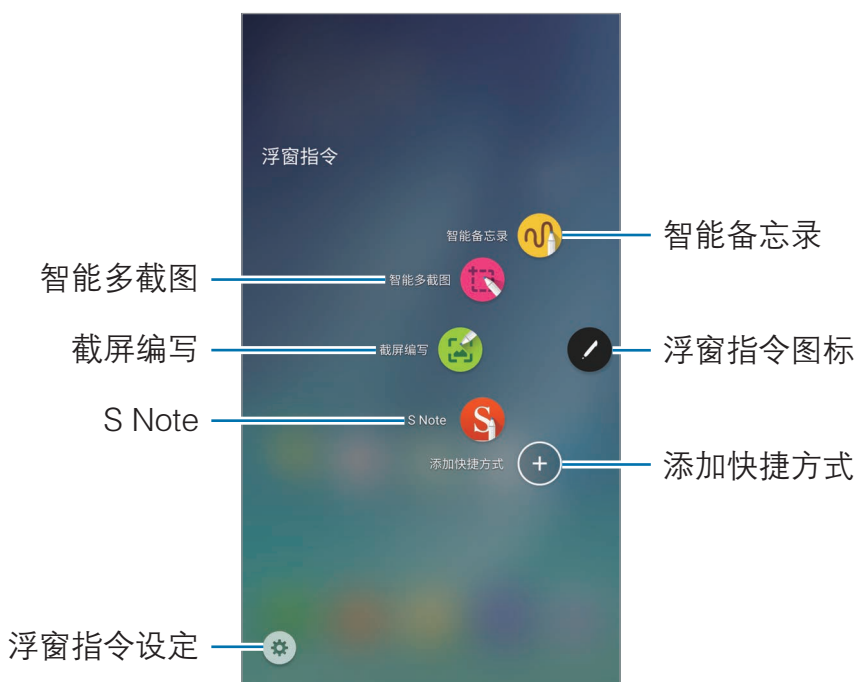 浮窗指令
智能备忘录
智能备忘录
智能多截图
智能多截图
截屏编写
截屏编写
浮窗指令图标
S Note
S Note
添加快捷方式
添加快捷方式
浮窗指令设定